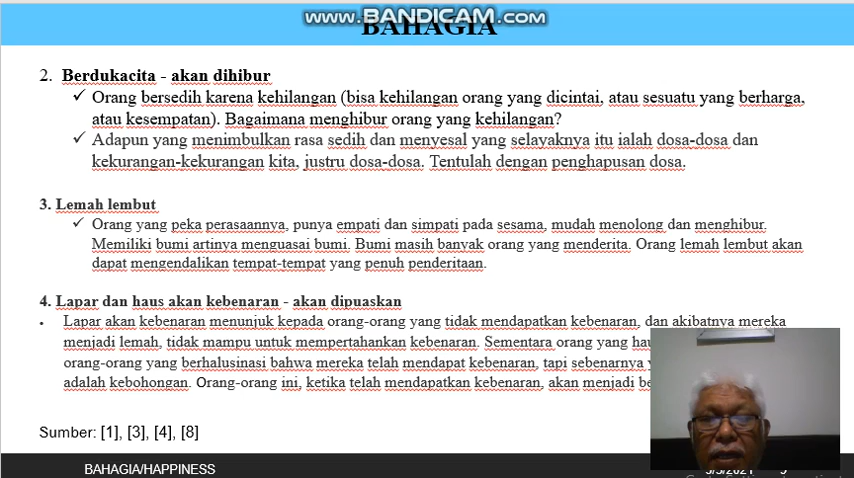 www.BANDICAM.com
BAHAGIA
2. Berdukacita - akan dihibur
✓ Orang bersedih karena kehilangan (bisa kehilangan orang yang dicintai, atau sesuatu yang berharga,
atau kesempatan). Bagaimana menghibur orang yang kehilangan?
✓ Adapun yang menimbulkan rasa sedih dan menyesal yang selayaknya itu ialah dosa-dosa dan
kekurangan-kekurangan kita, justru dosa-dosa. Tentulah dengan penghapusan dosa.
3. Lemah lembut
✓ Orang yang peka perasaannya, punya empati dan simpati pada sesama, mudah menolong dan menghibur.
Memiliki bumi artinya menguasai bumi. Bumi masih banyak orang yang menderita. Orang lemah lembut akan
dapat mengendalikan tempat-tempat yang penuh penderitaan.
4. Lapar dan haus akan kebenaran - akan dipuaskan
• Lapar akan kebenaran menunjuk kepada orang-orang yang tidak mendapatkan kebenaran, dan akibatnya mereka
menjadi lemah, tidak mampu untuk mempertahankan kebenaran. Sementara orang yang
orang-orang yang berhalusinasi bahwa mereka telah mendapat kebenaran, tapi sebenarnya
adalah kebohongan. Orang-orang ini, ketika telah mendapatkan kebenaran, akan menjadi
Sumber: [1], [3], [4], [8]
BAHAGIA/HAPPINESS